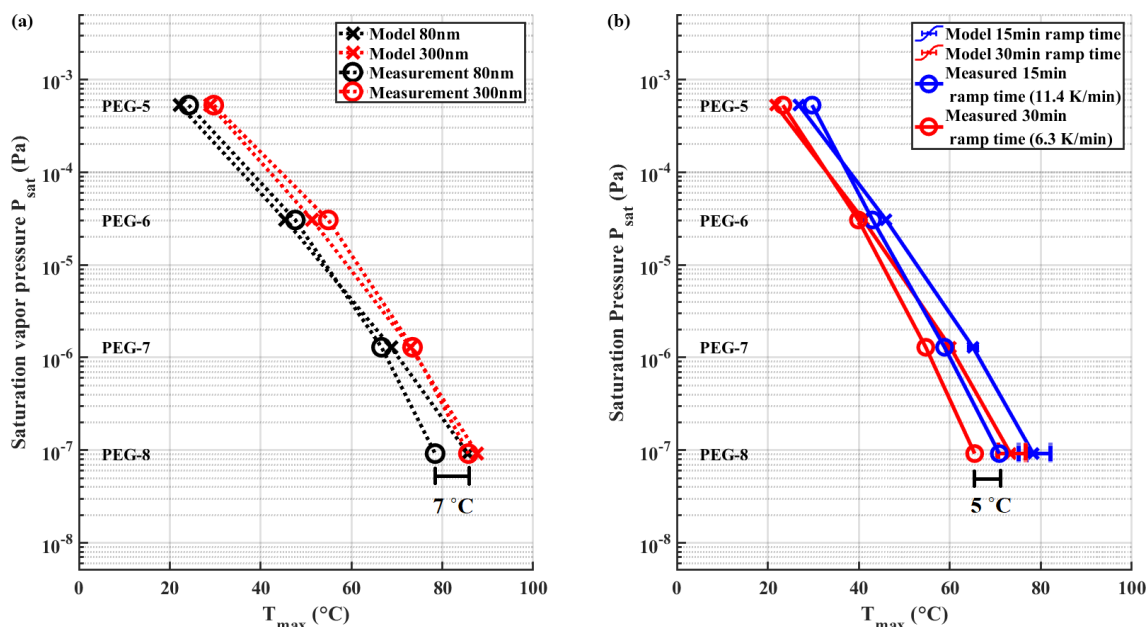 (a)
Model 80nm
Model 300nm
Measurement 80nm
Measurement 300nm
Saturation vapor pressure P_sat (Pa)
10^-3
10^-4
10^-5
10^-6
10^-7
10^-8
PEG-5
PEG-6
PEG-7
PEG-8
7 °C
0 20 40 60 80 100
T_max (°C)
(b)
Model 15min ramp time
Model 30min ramp time
Measured 15min
ramp time (11.4 K/min)
Measured 30min
ramp time (6.3 K/min)
Saturation Pressure P_sat (Pa)
10^-3
10^-4
10^-5
10^-6
10^-7
10^-8
PEG-5
PEG-6
PEG-7
PEG-8
5 °C
0 20 40 60 80 100
T_max (°C)